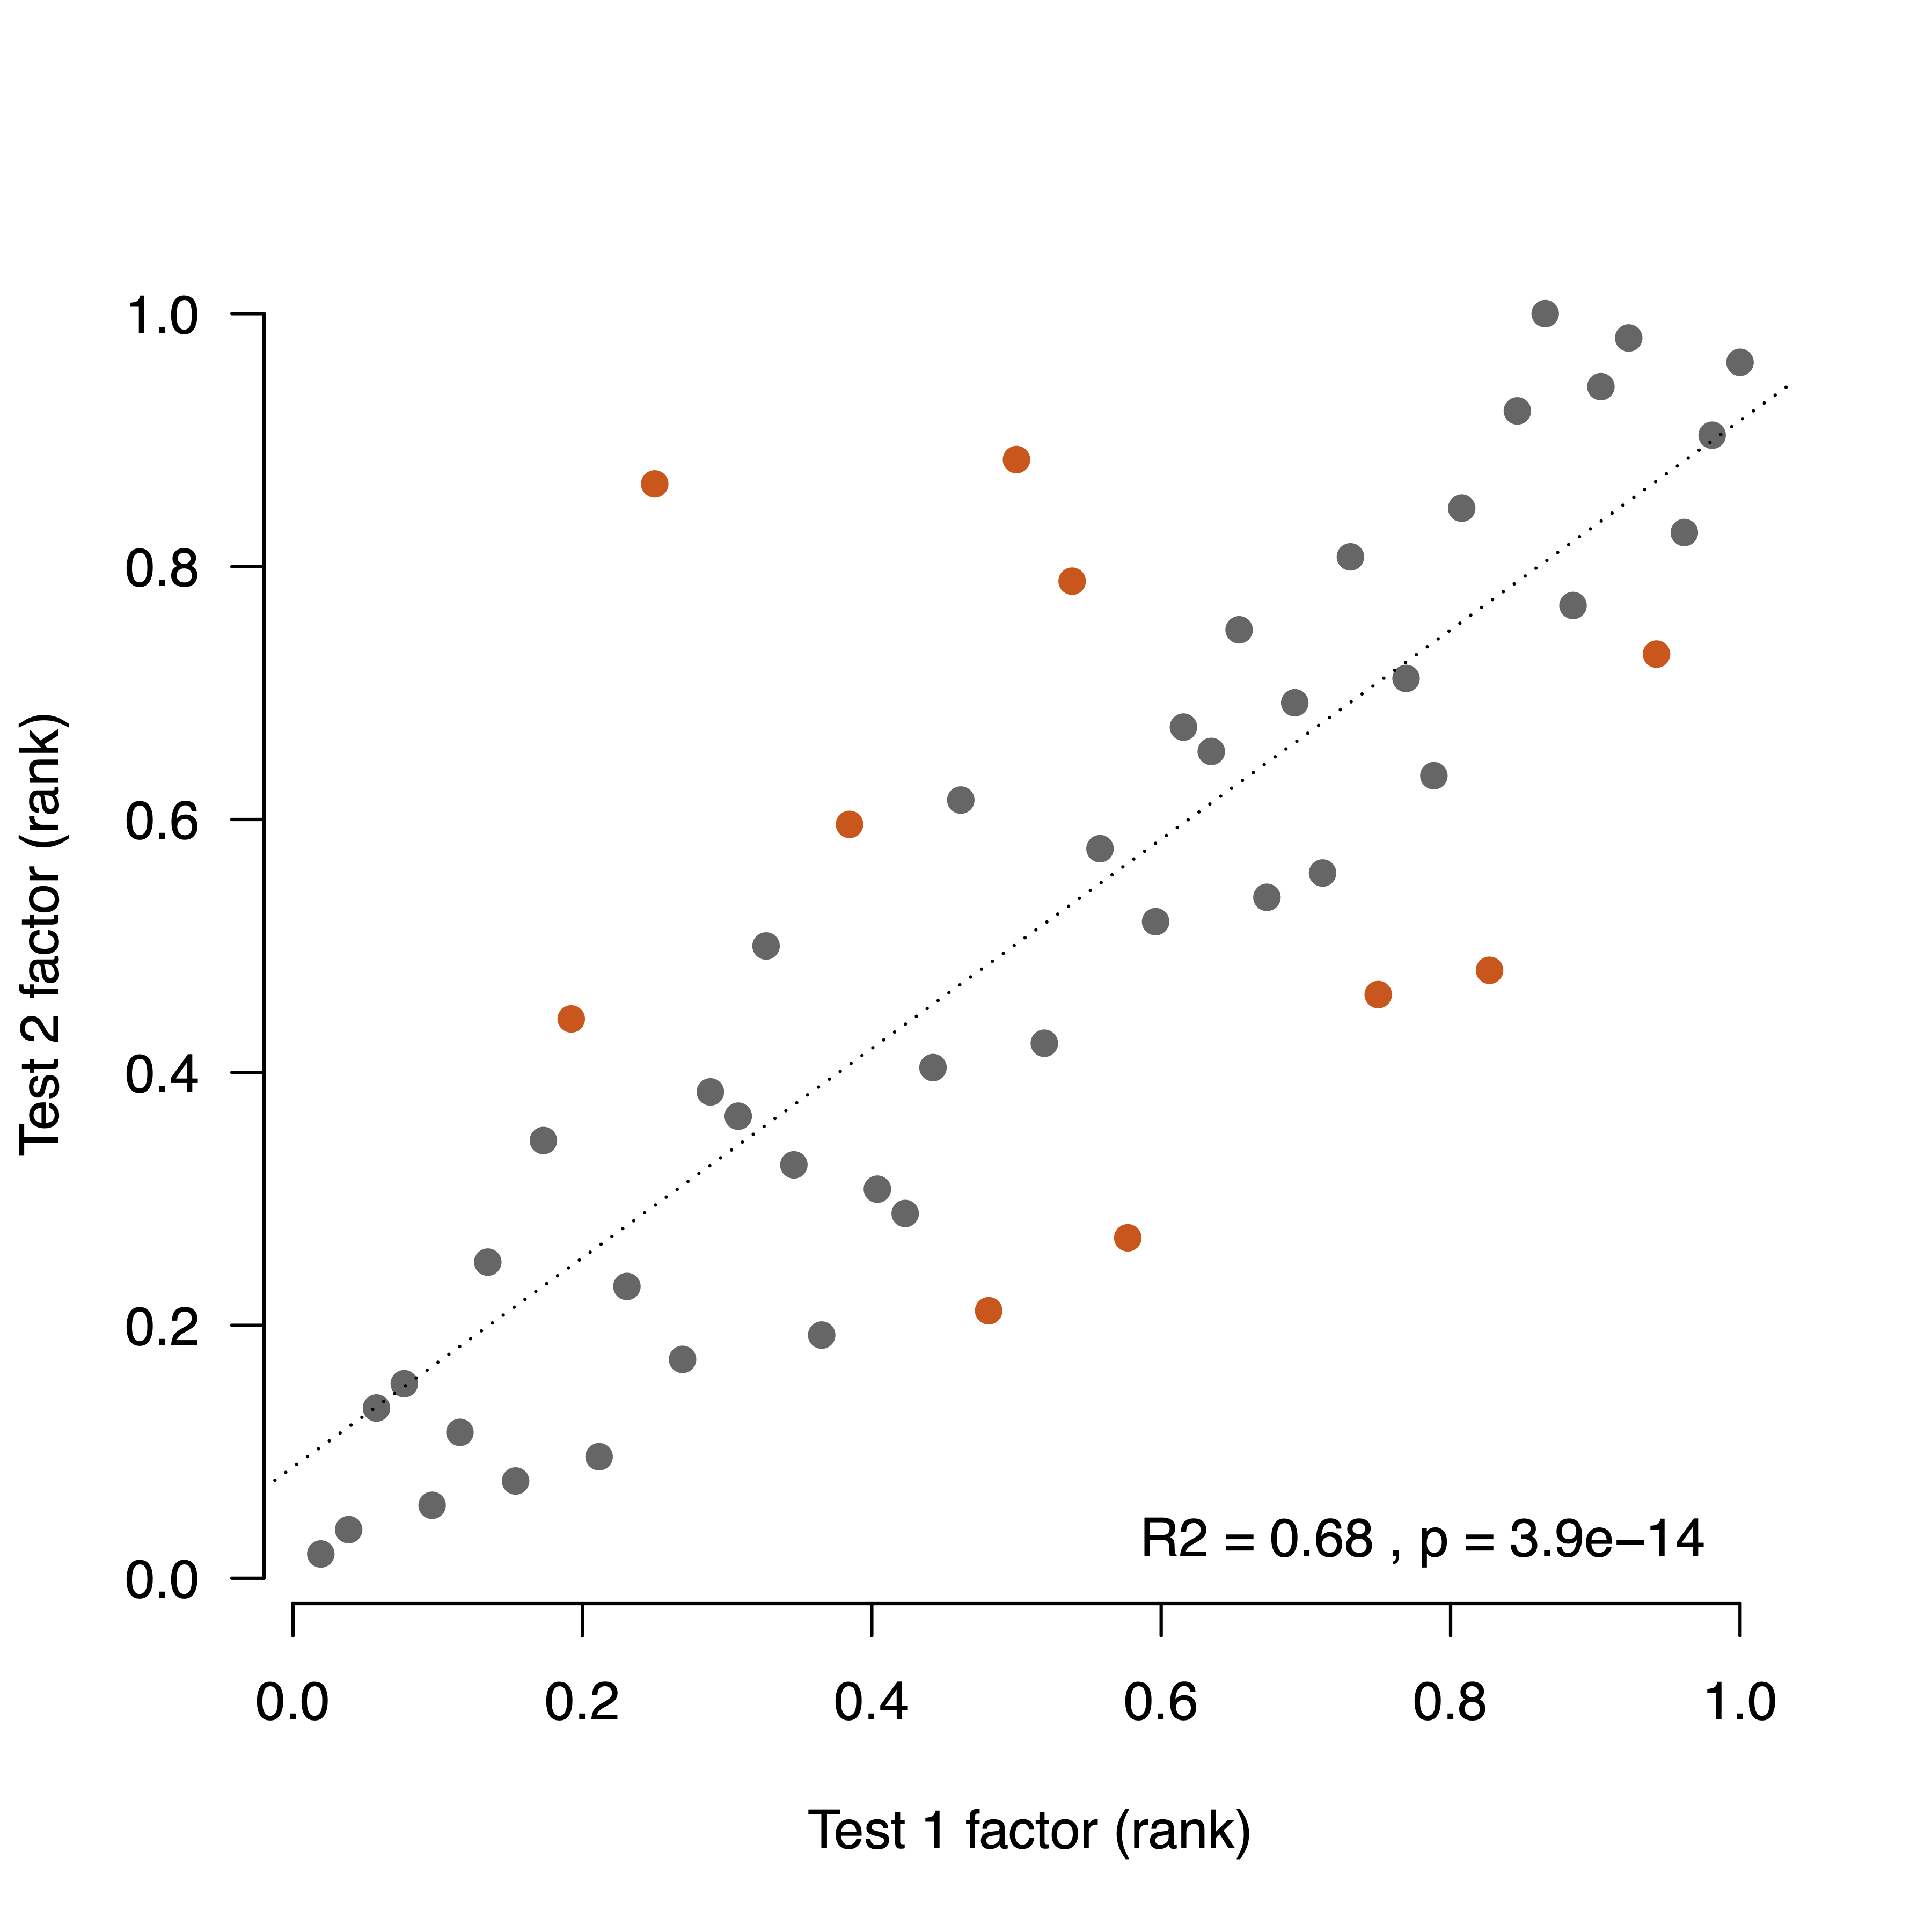 1.0
0.8
0.6
0.4
0.2
0.0
Test 2 factor (rank)
R2 = 0.68 , p = 3.9e−14
0.0 0.2 0.4 0.6 0.8 1.0
Test 1 factor (rank)